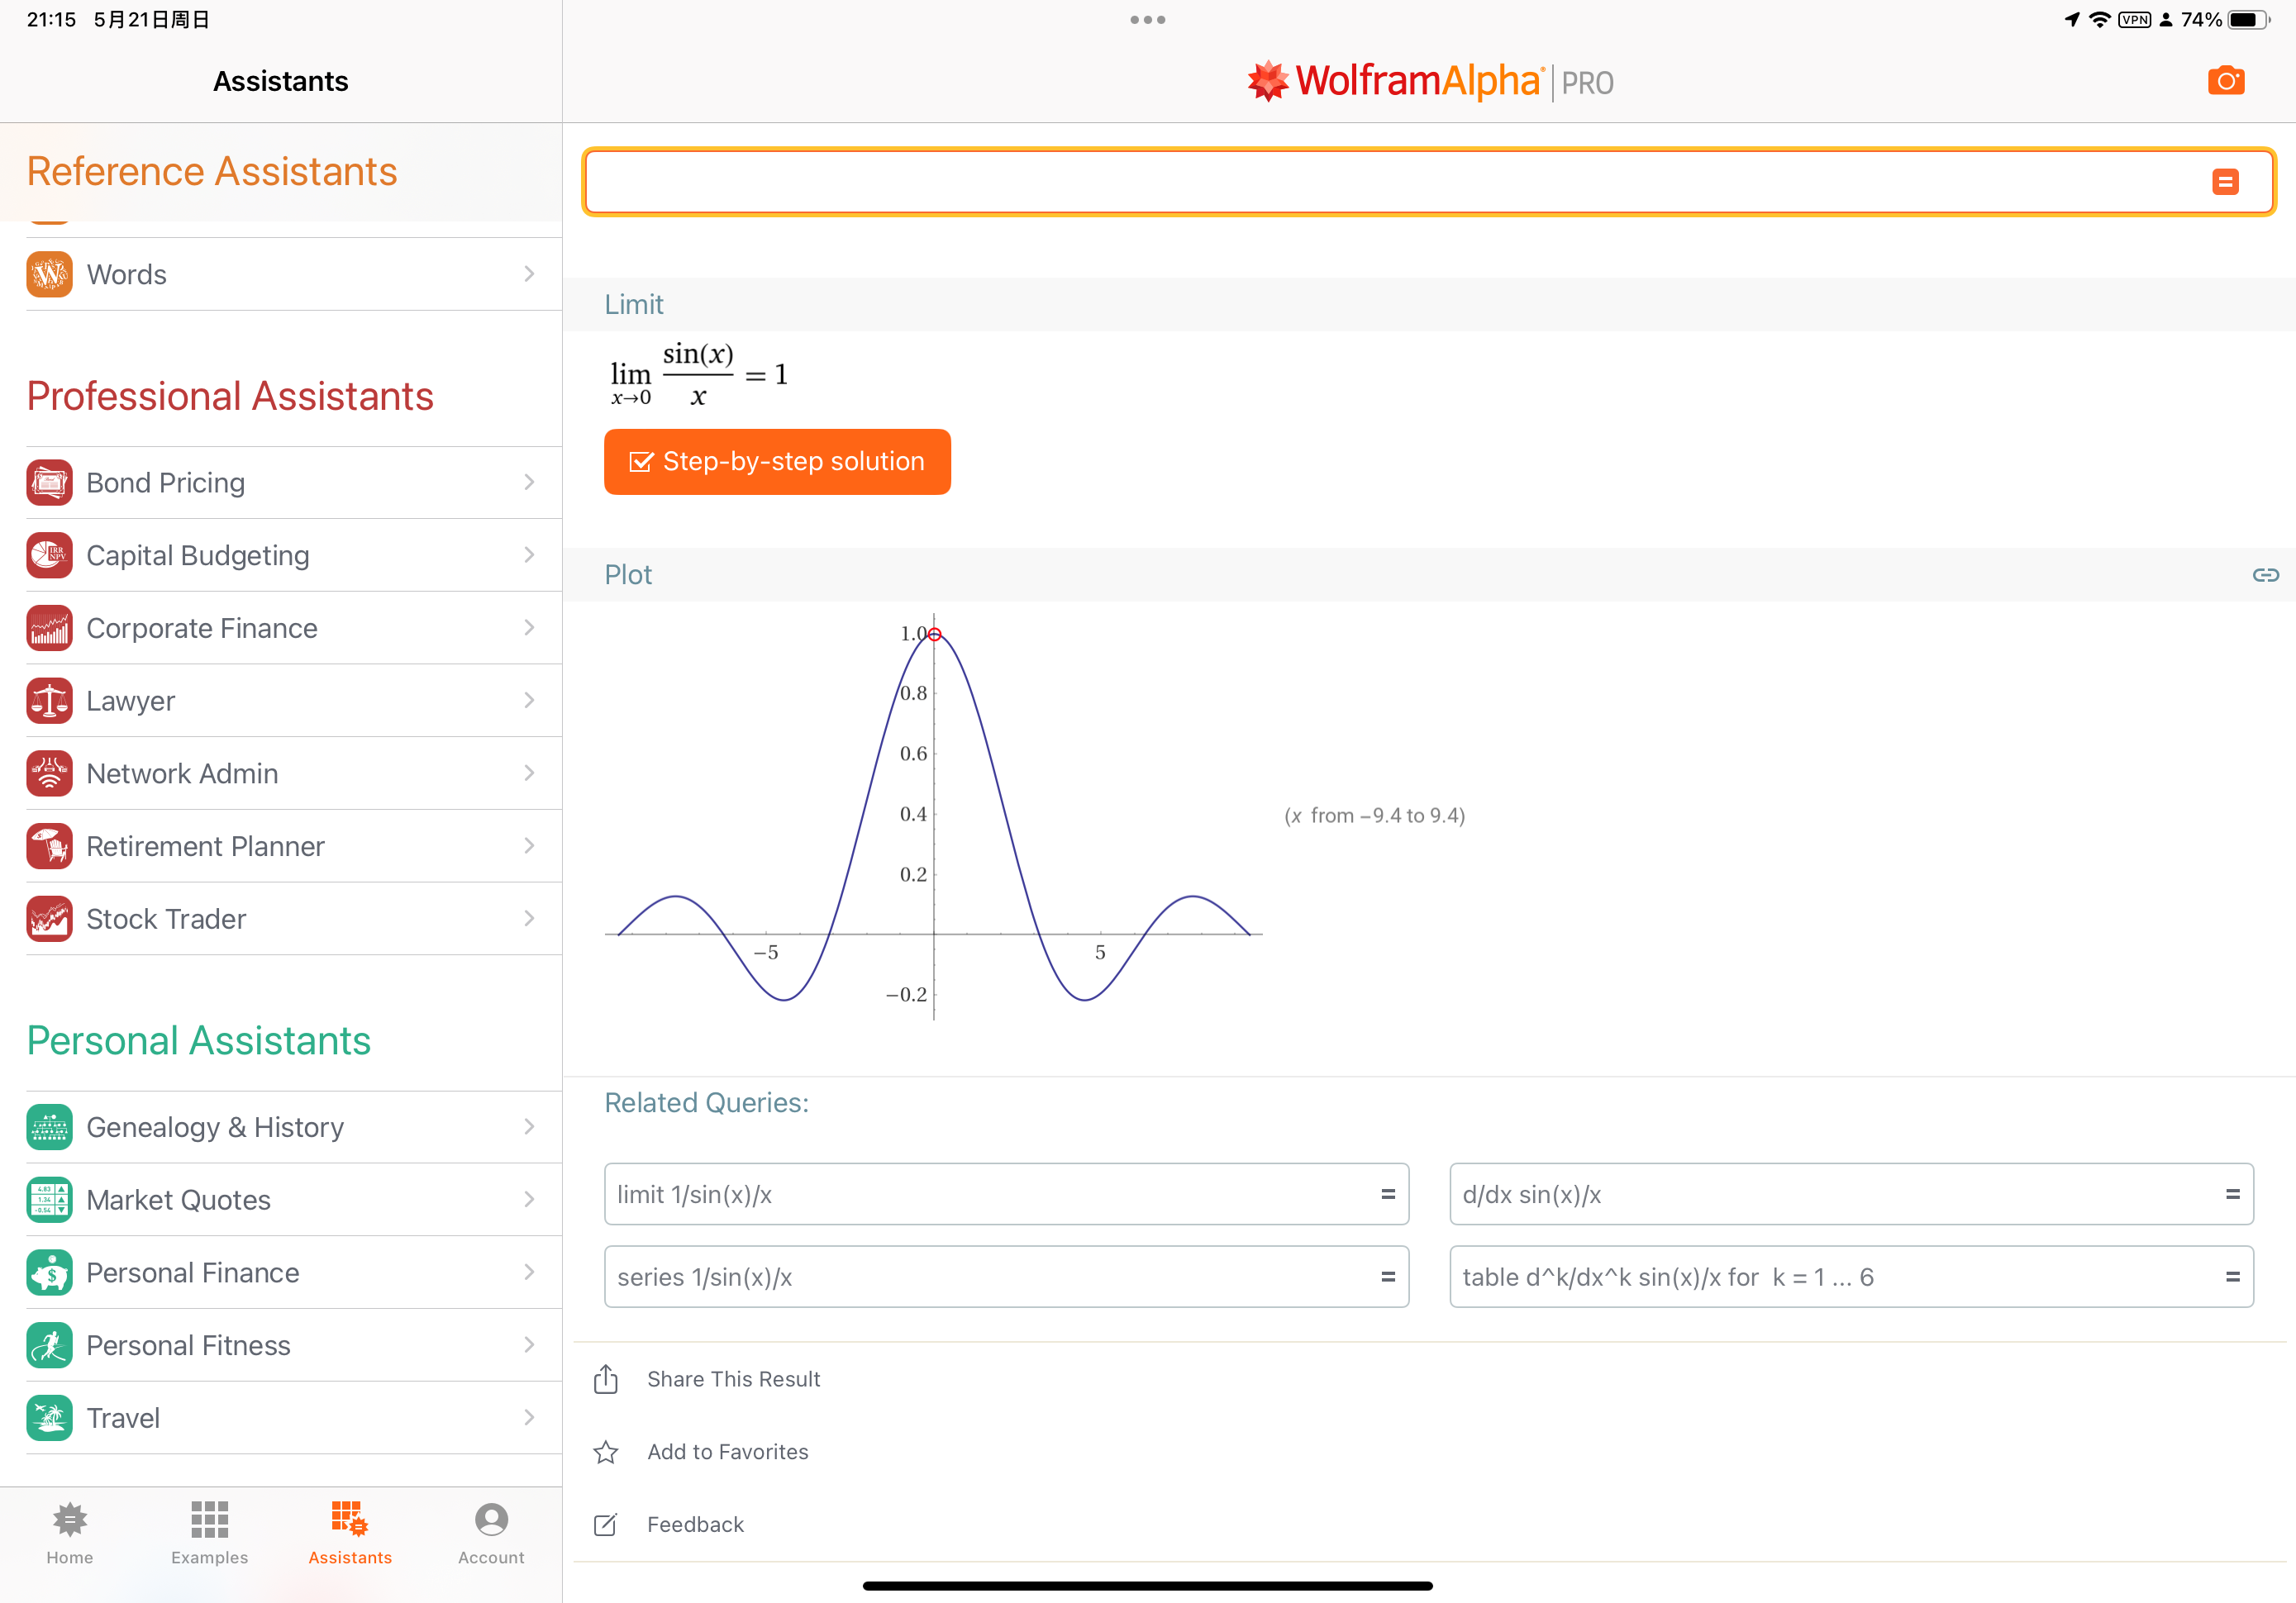 21:15 5月21日周日
VPN 74%
Assistants
WolframAlpha PRO
Reference Assistants
Words
Professional Assistants
Bond Pricing
IRR
NPV
Capital Budgeting
Corporate Finance
Lawyer
Network Admin
Retirement Planner
Stock Trader
Personal Assistants
Genealogy & History
Market Quotes
Personal Finance
Personal Fitness
Travel
Home
Examples
Assistants
Account
=
Limit
lim x→0 sin(x)/x = 1
Step-by-step solution
Plot
1.0
0.8
0.6
0.4
0.2
−5 5
−0.2
(x from −9.4 to 9.4)
Related Queries:
limit 1/sin(x)/x =
d/dx sin(x)/x =
series 1/sin(x)/x =
table d^k/dx^k sin(x)/x for k = 1 ... 6 =
Share This Result
Add to Favorites
Feedback